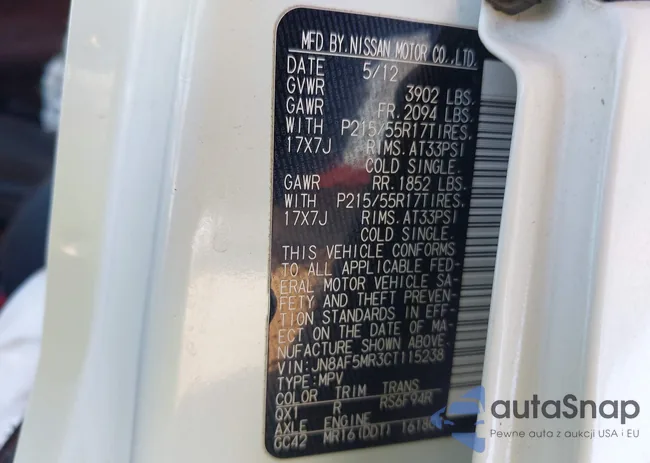 MFD BY. NISSAN MOTOR CO.,LTD.
DATE 5/12
GVWR 3902 LBS.
GAWR FR. 2094 LBS.
WITH P215/55R17TIRES.
17X7J RIMS. AT33PSI
COLD SINGLE.
GAWR RR. 1852 LBS.
WITH P215/55R17TIRES.
17X7J RIMS. AT33PSI
COLD SINGLE.
THIS VEHICLE CONFORMS
TO ALL APPLICABLE FED-
ERAL MOTOR VEHICLE SA-
FETY AND THEFT PREVEN-
TION STANDARDS IN EFF-
ECT ON THE DATE OF MA-
NUFACTURE SHOWN ABOVE.
VIN:JN8AF5MR3CT115238
TYPE:MPV
COLOR TRIM TRANS
QX1 R RS6F94R
AXLE ENGINE
GC42 MR16(DDT)
autoSnap
Pewne auta z aukcji USA i EU